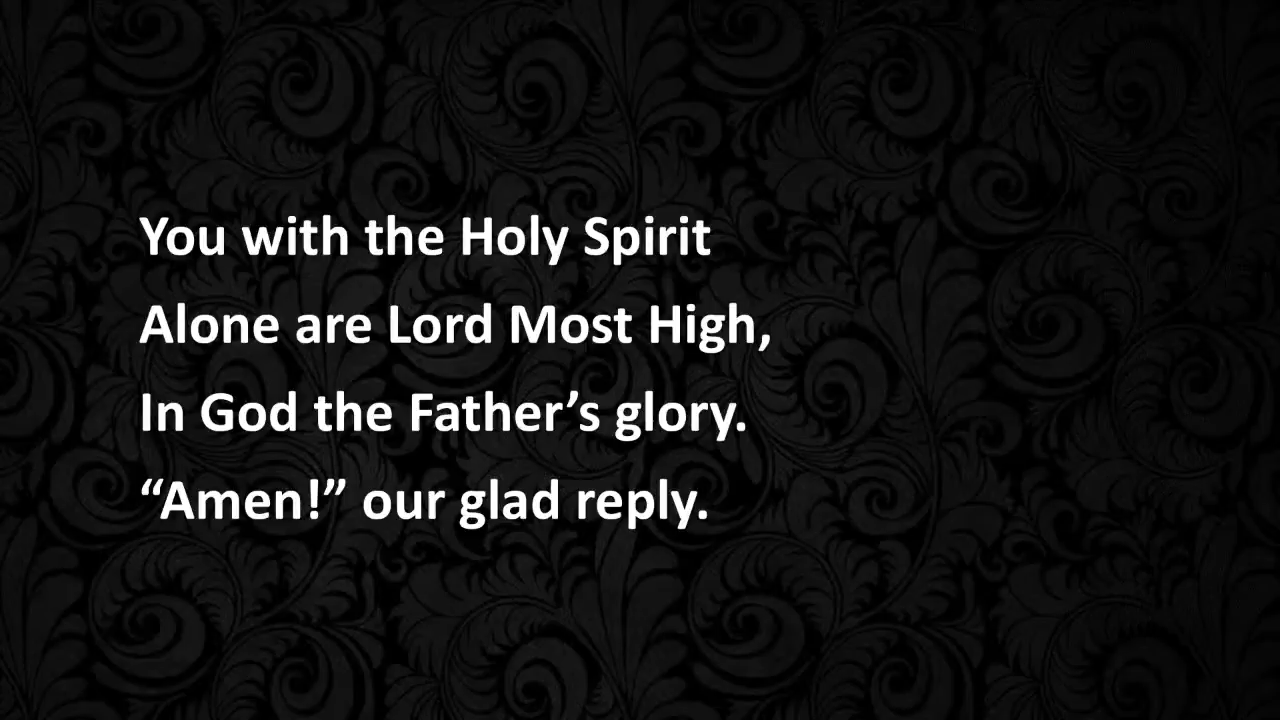 You with the Holy Spirit
Alone are Lord Most High,
In God the Father’s glory.
“Amen!” our glad reply.